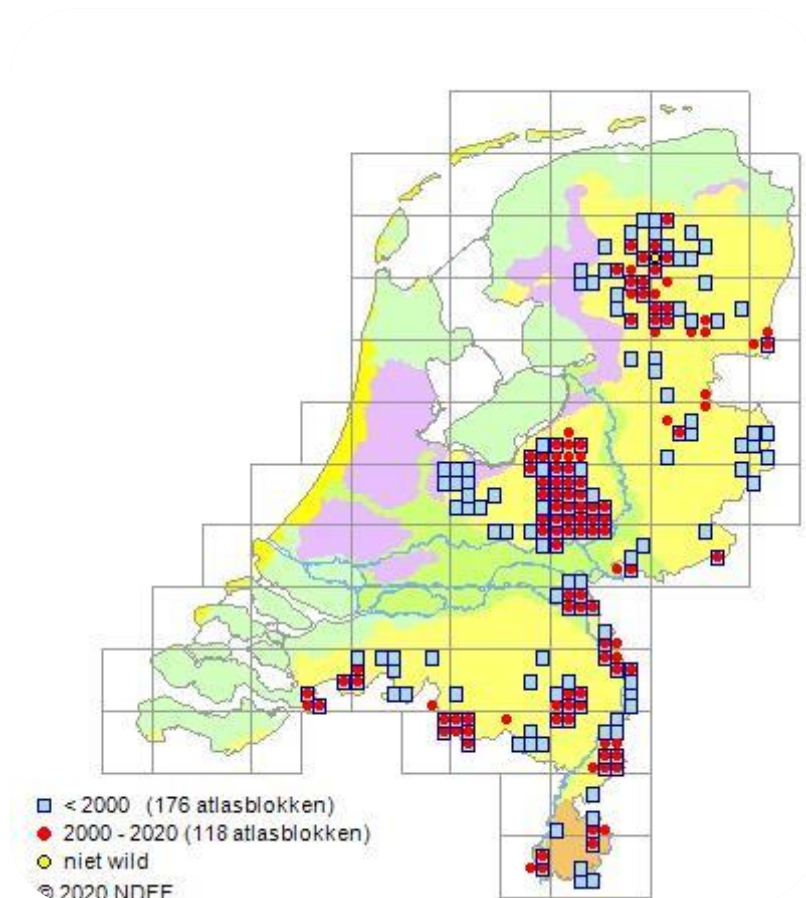 < 2000 (176 atlasblokken)
2000 - 2020 (118 atlasblokken)
niet wild
© 2020 NDFF